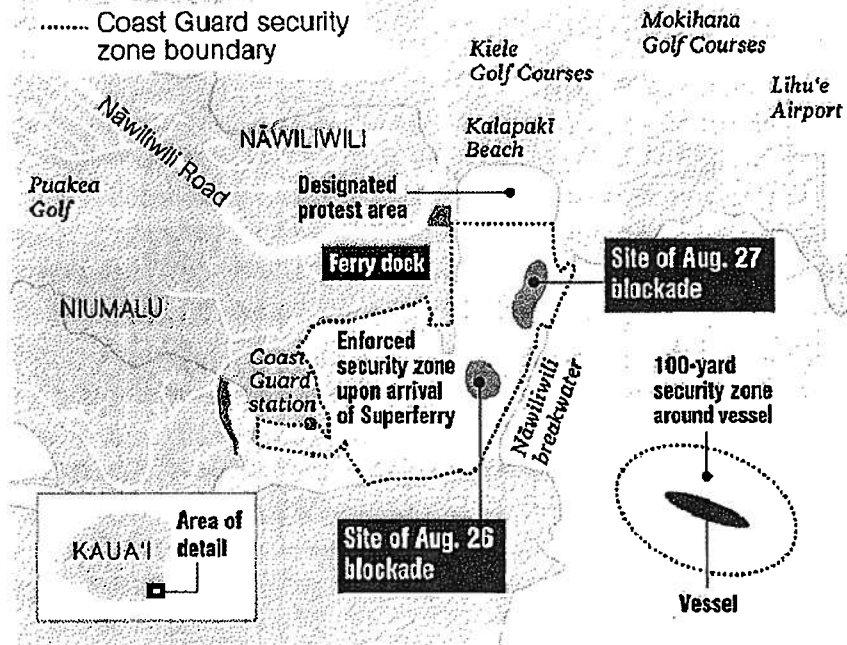 ........ Coast Guard security
zone boundary
Mokihana
Golf Courses
Kiele
Golf Courses
Līhu‘e
Airport
Nāwiliwili Road
NĀWILIWILI
Kalapakī
Beach
Puakea
Golf
Designated
protest area
Ferry dock
Site of Aug. 27
blockade
NIUMALU
Coast
Guard
station
Enforced
security zone
upon arrival
of Superferry
Nāwiliwili
breakwater
100-yard
security zone
around vessel
KAUA‘I
Area of
detail
Site of Aug. 26
blockade
Vessel